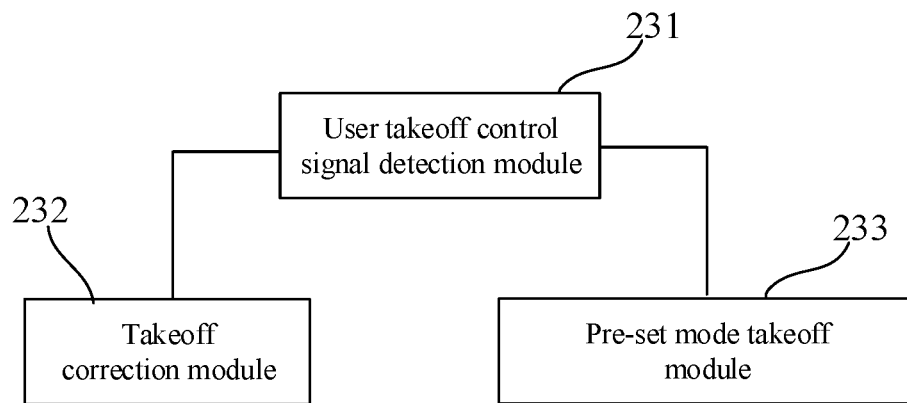 231
User takeoff control
signal detection module
232
233
Takeoff
correction module
Pre-set mode takeoff
module